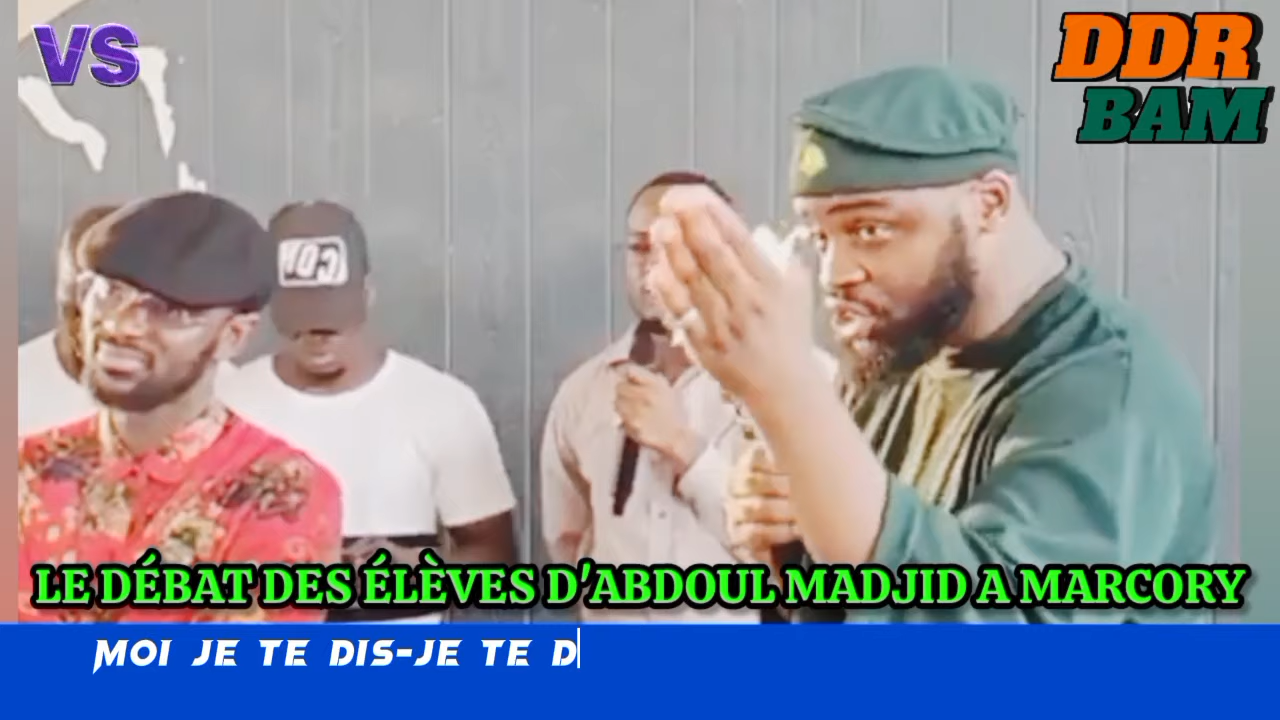 VS
DDR
BAM
LE DÉBAT DES ÉLÈVES D'ABDOUL MADJID A MARCORY
MOI JE TE DIS-JE TE D